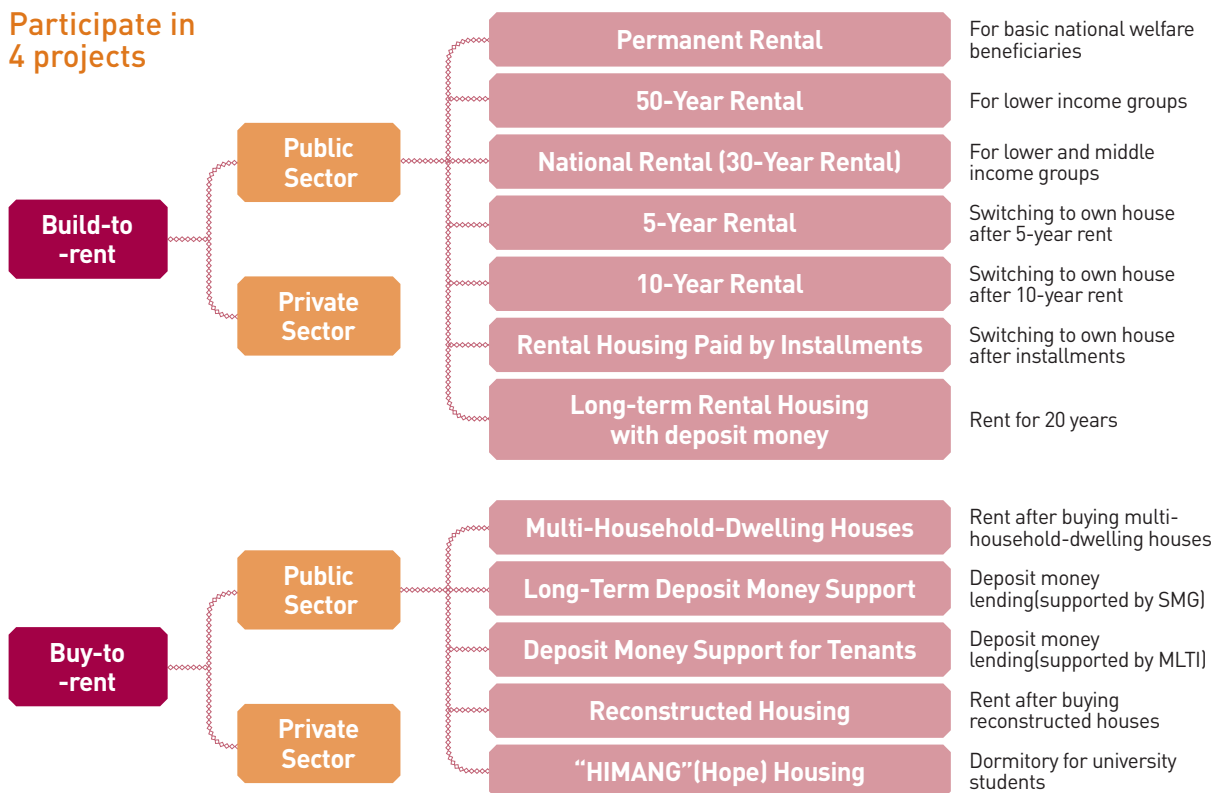 Participate in
4 projects
Build-to
-rent
Public
Sector
Private
Sector
Permanent Rental
For basic national welfare
beneficiaries
50-Year Rental
For lower income groups
National Rental (30-Year Rental)
For lower and middle
income groups
5-Year Rental
Switching to own house
after 5-year rent
10-Year Rental
Switching to own house
after 10-year rent
Rental Housing Paid by Installments
Switching to own house
after installments
Long-term Rental Housing
with deposit money
Rent for 20 years
Buy-to
-rent
Public
Sector
Private
Sector
Multi-Household-Dwelling Houses
Rent after buying multi-
household-dwelling houses
Long-Term Deposit Money Support
Deposit money
lending(supported by SMG)
Deposit Money Support for Tenants
Deposit money
lending(supported by MLTI)
Reconstructed Housing
Rent after buying
reconstructed houses
“HIMANG”(Hope) Housing
Dormitory for university
students